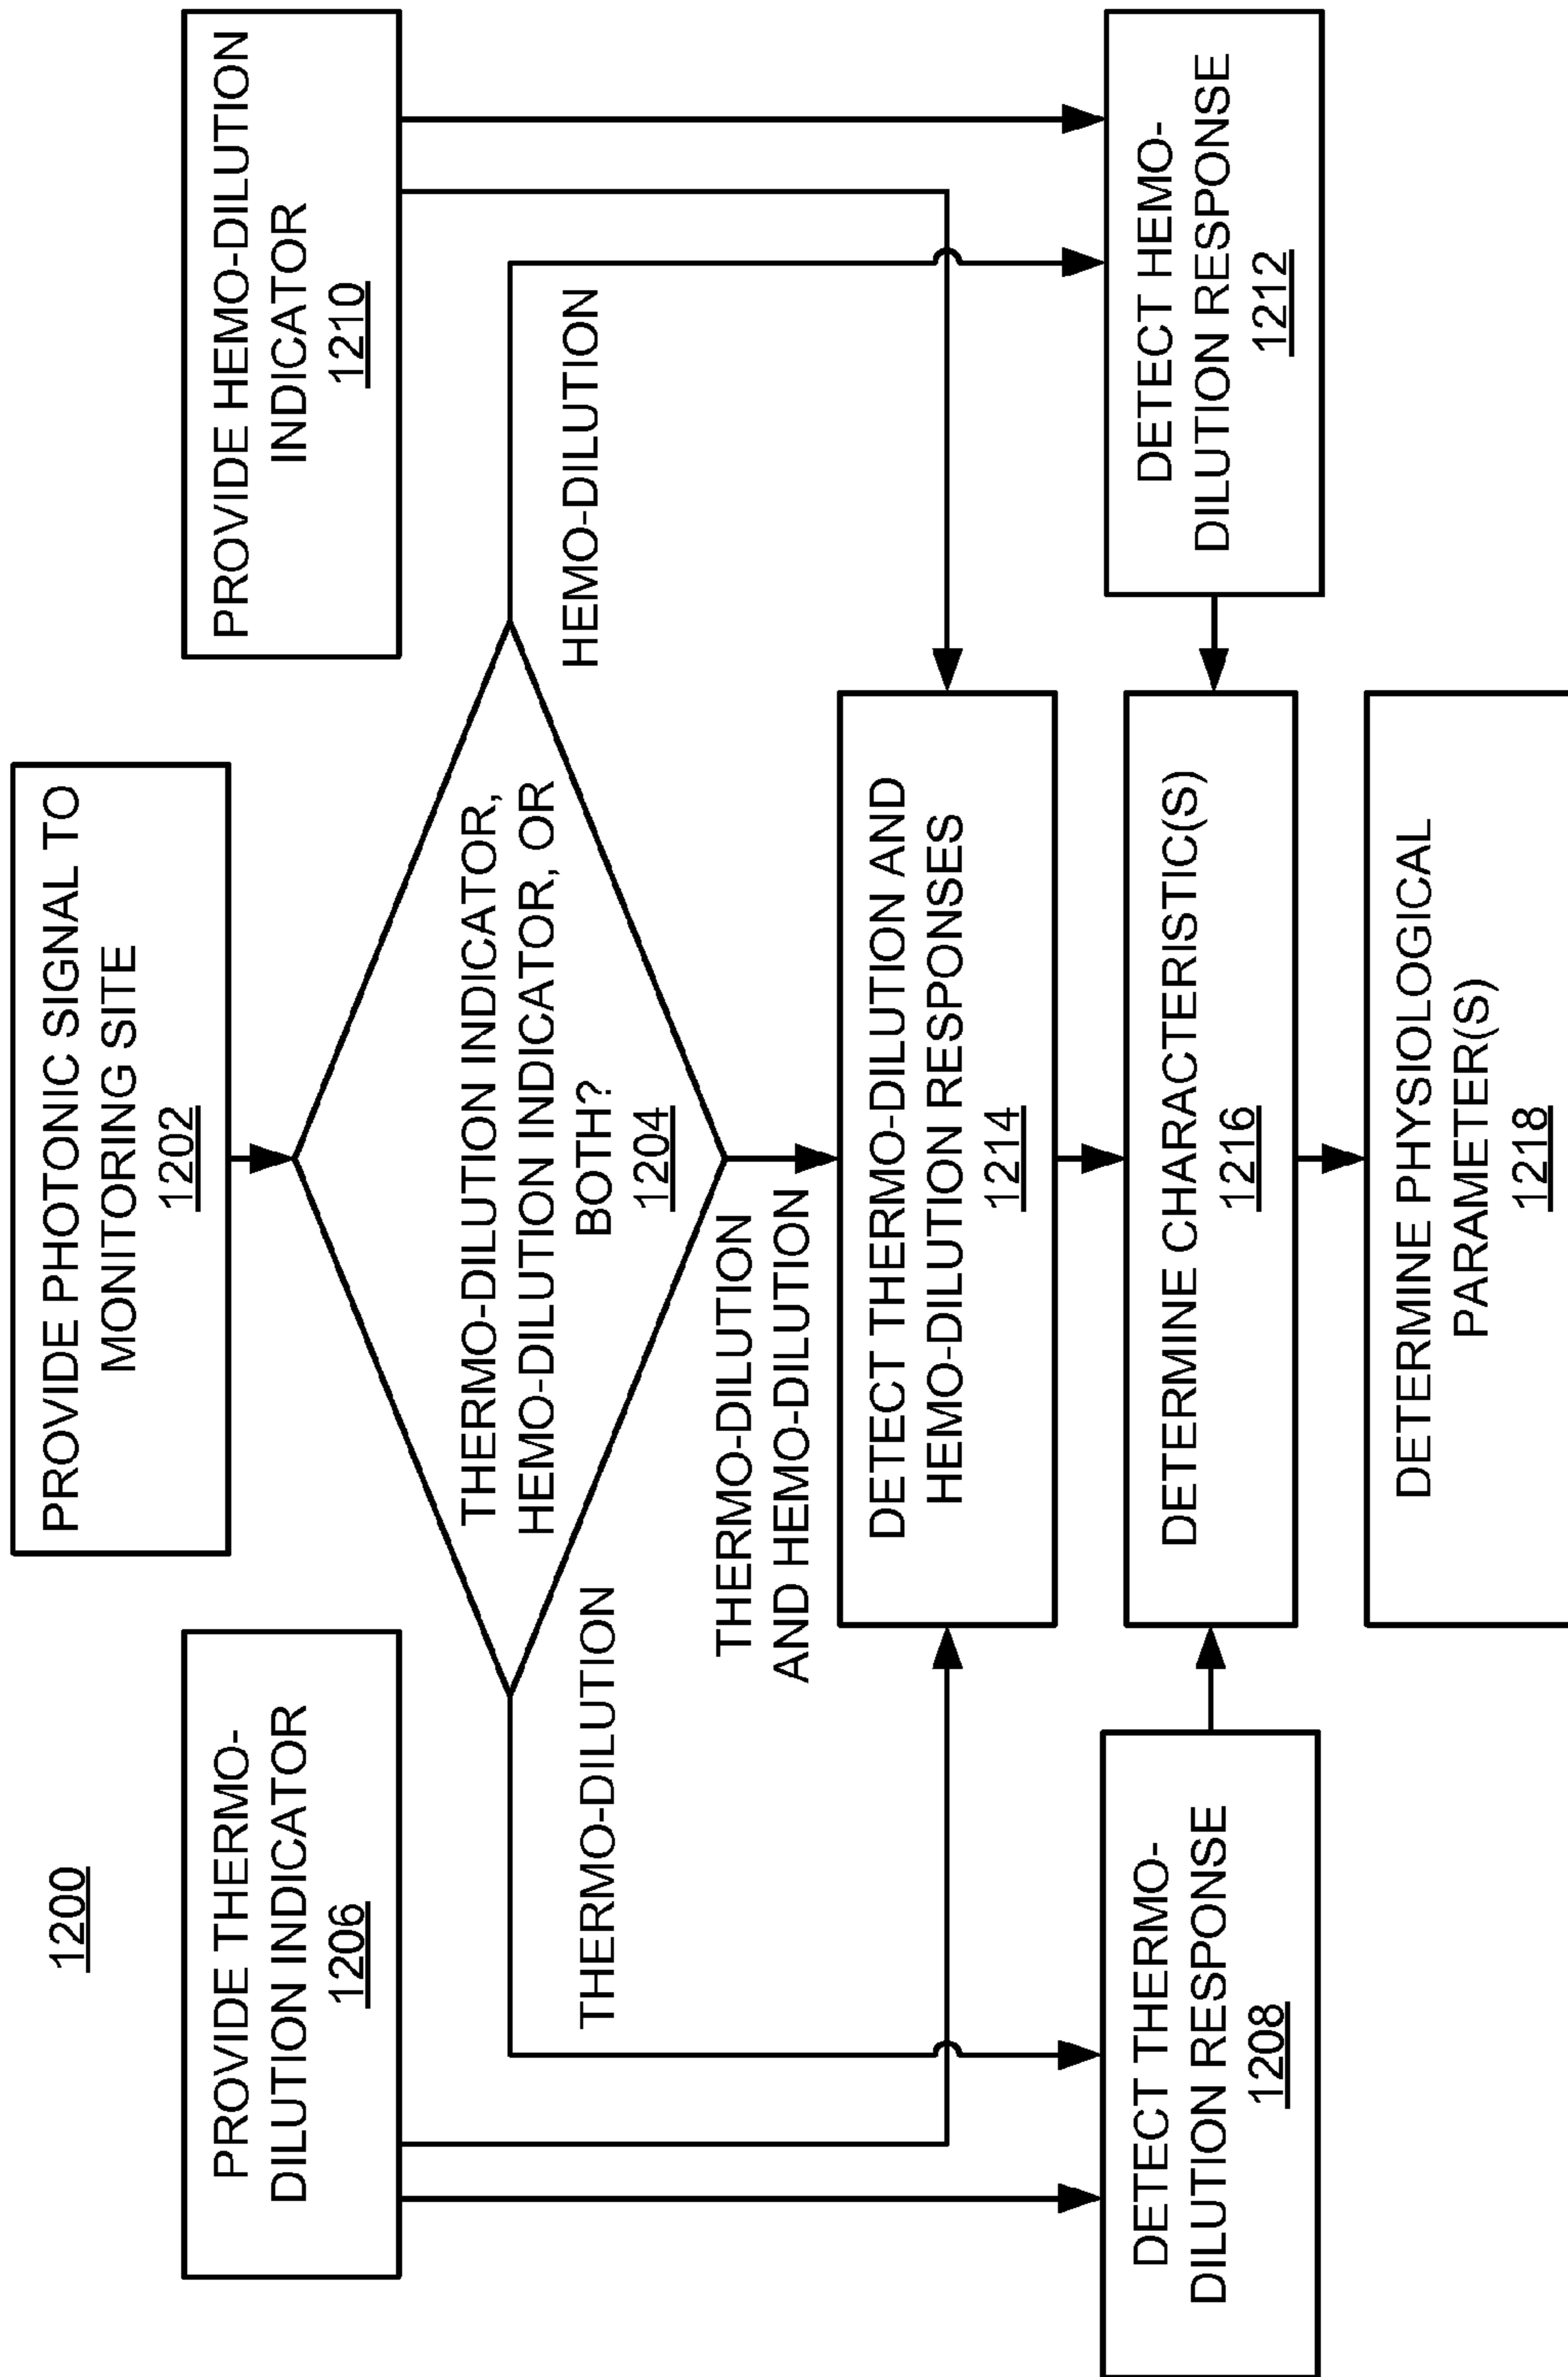 1200
PROVIDE PHOTONIC SIGNAL TO
MONITORING SITE
1202
PROVIDE THERMO-
DILUTION INDICATOR
1206
PROVIDE HEMO-DILUTION
INDICATOR
1210
THERMO-DILUTION INDICATOR,
HEMO-DILUTION INDICATOR, OR
BOTH?
1204
THERMO-DILUTION
HEMO-DILUTION
THERMO-DILUTION
AND HEMO-DILUTION
DETECT THERMO-DILUTION AND
HEMO-DILUTION RESPONSES
1214
DETECT THERMO-
DILUTION RESPONSE
1208
DETERMINE CHARACTERISTIC(S)
1216
DETECT HEMO-
DILUTION RESPONSE
1212
DETERMINE PHYSIOLOGICAL
PARAMETER(S)
1218